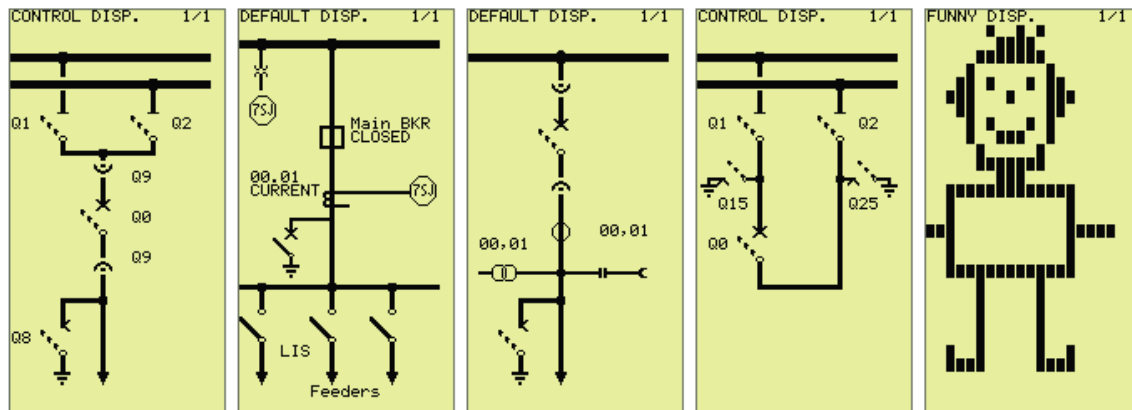 CONTROL DISP. 1/1
Q1
Q2
Q9
Q0
Q9
Q8
DEFAULT DISP. 1/1
7SJ
Main BKR
CLOSED
00.01
CURRENT
7SJ
LIS
Feeders
DEFAULT DISP. 1/1
00,01
00,01
CONTROL DISP. 1/1
Q1
Q2
Q15
Q25
Q0
FUNNY DISP. 1/1